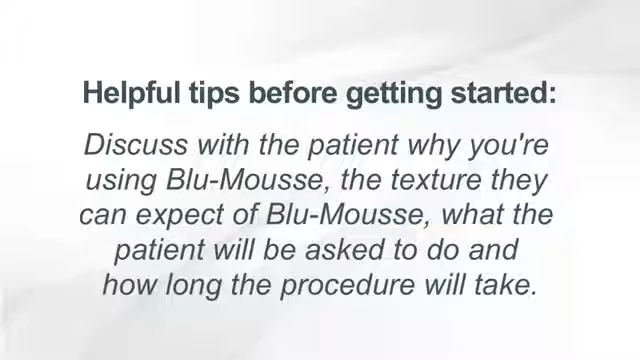 Helpful tips before getting started:
Discuss with the patient why you're
using Blu-Mousse, the texture they
can expect of Blu-Mousse, what the
patient will be asked to do and
how long the procedure will take.